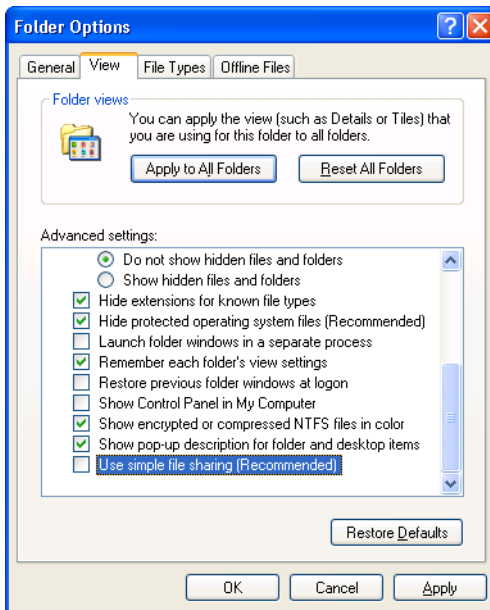 Folder Options
General
View
File Types
Offline Files
Folder views
You can apply the view (such as Details or Tiles) that
you are using for this folder to all folders.
Apply to All Folders
Reset All Folders
Advanced settings:
Do not show hidden files and folders
Show hidden files and folders
Hide extensions for known file types
Hide protected operating system files (Recommended)
Launch folder windows in a separate process
Remember each folder's view settings
Restore previous folder windows at logon
Show Control Panel in My Computer
Show encrypted or compressed NTFS files in color
Show pop-up description for folder and desktop items
Use simple file sharing (Recommended)
Restore Defaults
OK
Cancel
Apply